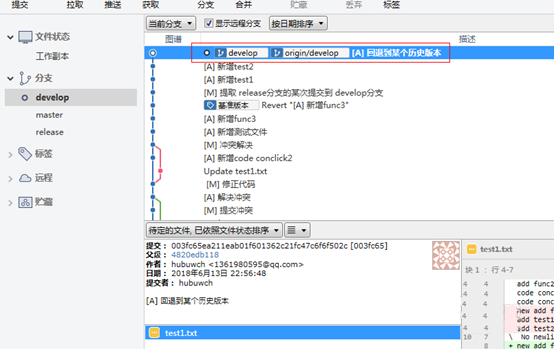 提交 拉取 推送 获取 分支 合并 贮藏 丢弃 标签
当前分支 显示远程分支 按日期排序
图谱 描述
文件状态
工作副本
分支
develop
master
release
标签
远程
贮藏
develop origin/develop [A] 回退到某个历史版本
[A] 新增test2
[A] 新增test1
[M] 提取 release分支的某次提交到 develop分支
基准版本 Revert "[A] 新增func3"
[A] 新增func3
[A] 新增测试文件
[M] 冲突解决
[A] 新增code conclick2
Update test1.txt
[M] 修正代码
[A] 解决冲突
[M] 提交冲突
待定的文件, 已依照文件状态排序
提交： 003fc65ea211eab01f601362c21fc47c6f6f502c [003fc65]
父级： 4820edb118
作者： hubuwch <1361980595@qq.com>
日期： 2018年6月13日 22:56:48
提交者： hubuwch
[A] 回退到某个历史版本
test1.txt
test1.txt
块 1 ： 行 4-7
4 4 add func2
4 code conc
4 code conc
4 new add f
4 add test1
4 add test
10 7 \ No newli
8 + new add f